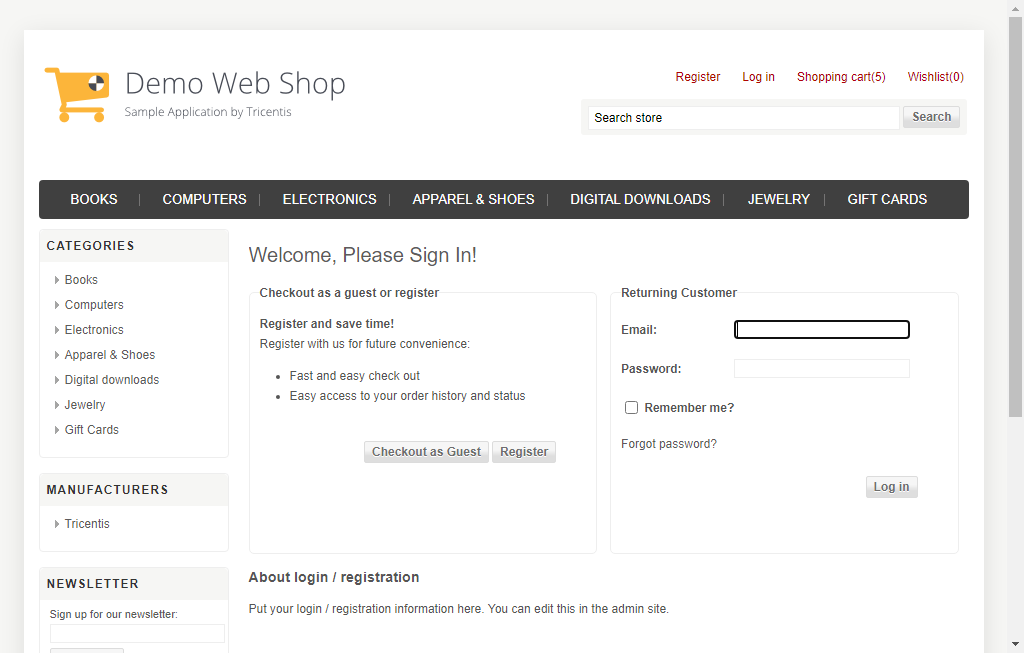 Demo Web Shop
Sample Application by Tricentis
Register
Log in
Shopping cart(5)
Wishlist(0)
Search store
Search
BOOKS
COMPUTERS
ELECTRONICS
APPAREL & SHOES
DIGITAL DOWNLOADS
JEWELRY
GIFT CARDS
CATEGORIES
Books
Computers
Electronics
Apparel & Shoes
Digital downloads
Jewelry
Gift Cards
MANUFACTURERS
Tricentis
NEWSLETTER
Sign up for our newsletter:
Welcome, Please Sign In!
Checkout as a guest or register
Register and save time!
Register with us for future convenience:
Fast and easy check out
Easy access to your order history and status
Checkout as Guest
Register
Returning Customer
Email:
Password:
Remember me?
Forgot password?
Log in
About login / registration
Put your login / registration information here. You can edit this in the admin site.